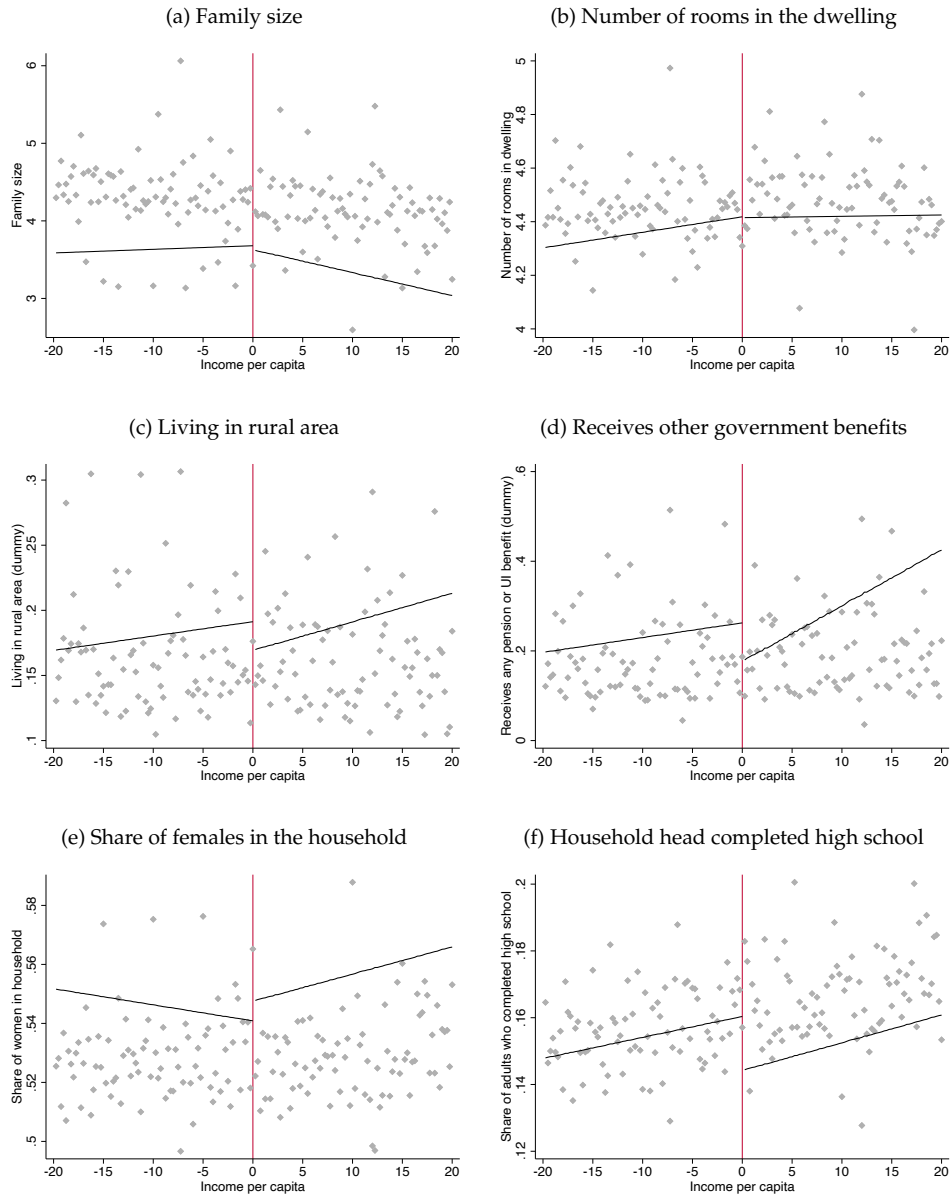 (a) Family size
6
5
4
3
Family size
-20 -15 -10 -5 0 5 10 15 20
Income per capita
(b) Number of rooms in the dwelling
5
4.8
4.6
4.4
4.2
4
Number of rooms in dwelling
-20 -15 -10 -5 0 5 10 15 20
Income per capita
(c) Living in rural area
.3
.25
.2
.15
.1
Living in rural area (dummy)
-20 -15 -10 -5 0 5 10 15 20
Income per capita
(d) Receives other government benefits
.6
.4
.2
0
Receives any pension or UI benefit (dummy)
-20 -15 -10 -5 0 5 10 15 20
Income per capita
(e) Share of females in the household
.58
.56
.54
.52
.5
Share of women in household
-20 -15 -10 -5 0 5 10 15 20
Income per capita
(f) Household head completed high school
.2
.18
.16
.14
.12
Share of adults who completed high school
-20 -15 -10 -5 0 5 10 15 20
Income per capita